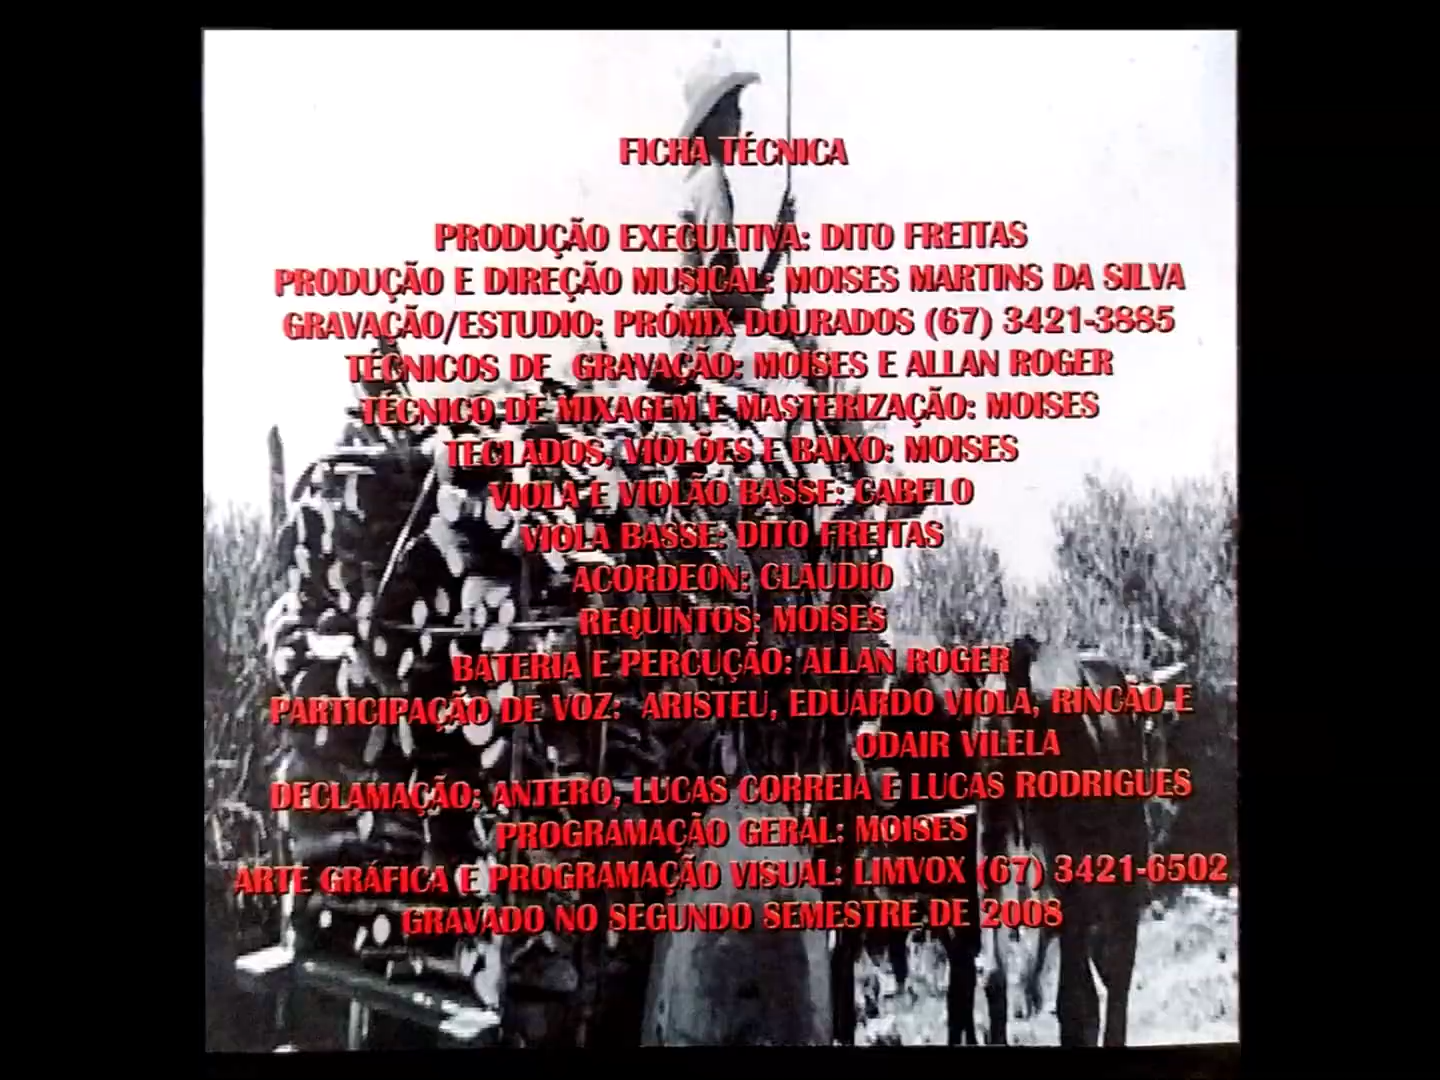 FICHA TÉCNICA
PRODUÇÃO EXECULTIVA: DITO FREITAS
PRODUÇÃO E DIREÇÃO MUSICAL: MOISES MARTINS DA SILVA
GRAVAÇÃO/ESTUDIO: PRÓMIX DOURADOS (67) 3421-3885
TÉCNICOS DE GRAVAÇÃO: MOISES E ALLAN ROGER
TÉCNICO DE MIXAGEM E MASTERIZAÇÃO: MOISES
TECLADOS, VIOLÕES E BAIXO: MOISES
VIOLA E VIOLÃO BASSE: CABELO
VIOLA BASSE: DITO FREITAS
ACORDEON: CLAUDIO
REQUINTOS: MOISES
BATERIA E PERCUÇÃO: ALLAN ROGER
PARTICIPAÇÃO DE VOZ: ARISTEU, EDUARDO VIOLA, RINCÃO E
ODAIR VILELA
DECLAMAÇÃO: ANTERO, LUCAS CORREIA E LUCAS RODRIGUES
PROGRAMAÇÃO GERAL: MOISES
ARTE GRÁFICA E PROGRAMAÇÃO VISUAL: LIMVOX (67) 3421-6502
GRAVADO NO SEGUNDO SEMESTRE DE 2008